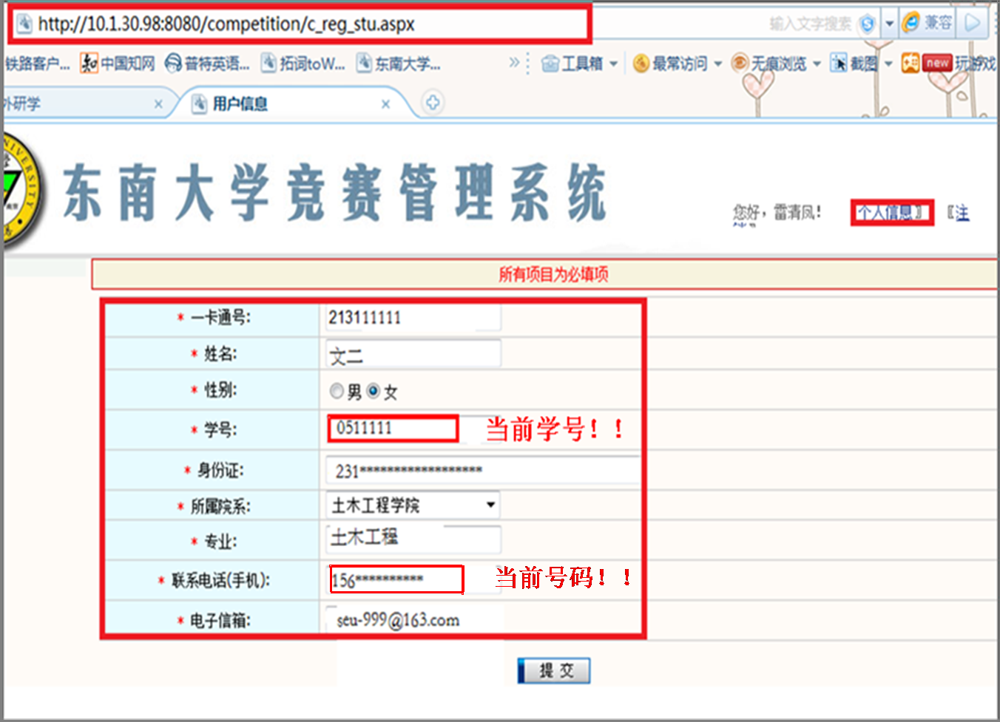 http://10.1.30.98:8080/competition/c_reg_stu.aspx
输入文字搜索
兼容
铁路客户...
知 中国知网
普特英语...
拓词toW...
东南大学...
»
工具箱
最常访问
无痕浏览
截图
new 玩游戏
外研学
用户信息
UNIVERSITY
东南大学竞赛管理系统
您好，雷清凤！
个人信息〗
〖注
所有项目为必填项
* 一卡通号: 213111111
* 姓名: 文二
* 性别: 男 女
* 学号: 0511111 当前学号！！
* 身份证: 231******************
* 所属院系: 土木工程学院
* 专业: 土木工程
* 联系电话(手机): 156********** 当前号码！！
* 电子信箱: seu-999@163.com
提 交